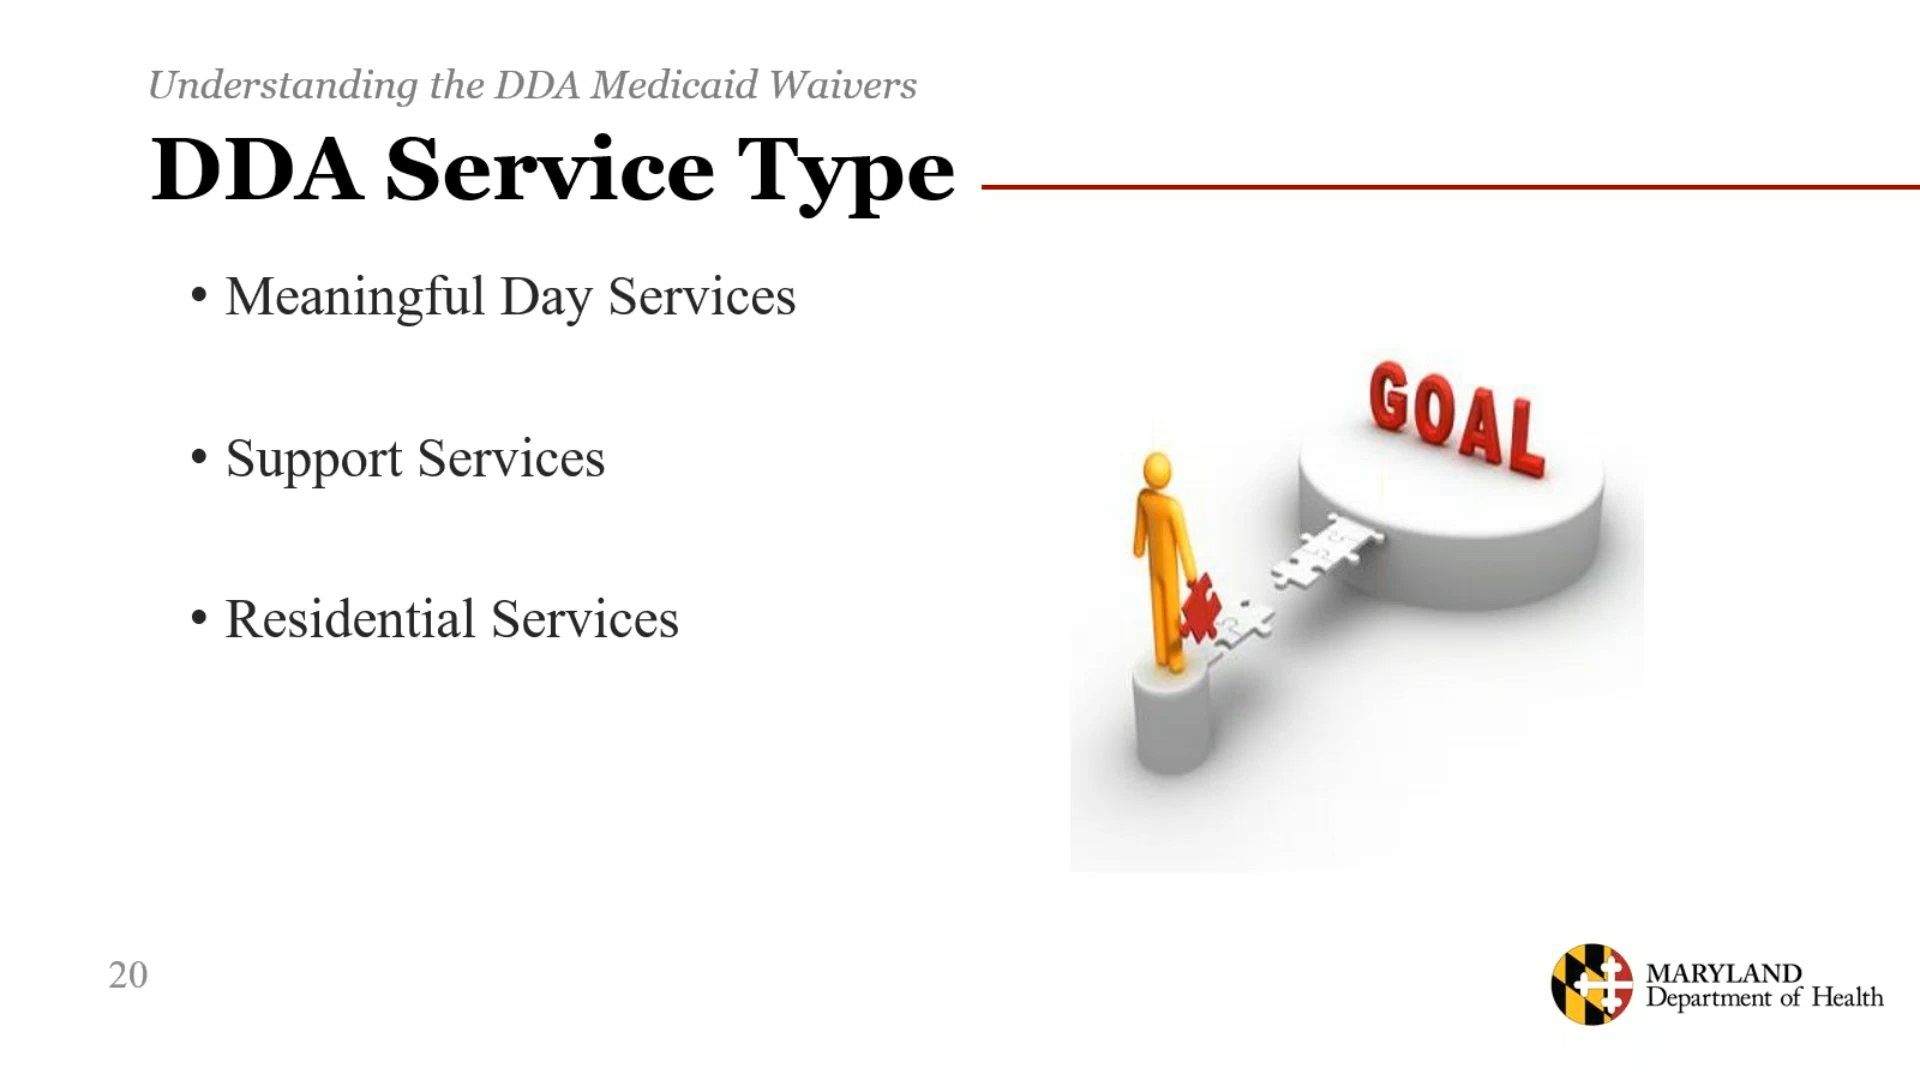 Understanding the DDA Medicaid Waivers
DDA Service Type
• Meaningful Day Services
• Support Services
• Residential Services
GOAL
20
MARYLAND
Department of Health